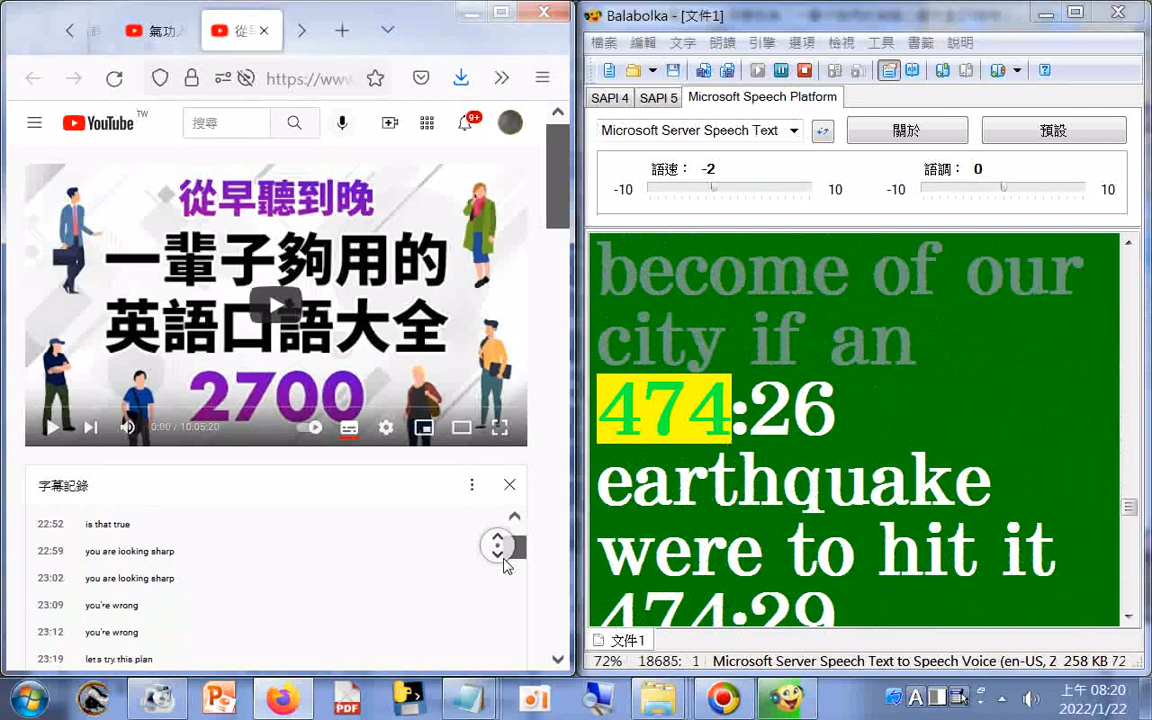 氣功
從
https://www
YouTube TW
搜尋
9+
從早聽到晚
一輩子夠用的
英語口語大全
2700
0:00 / 10:05:20
字幕記錄
22:52 is that true
22:59 you are iooking sharp
23:02 you are looking sharp
23:09 you're wrong
23:12 you're wrong
23:19 let's try this plan
Balabolka - [文件1]
檔案 編輯 文字 朗讀 引擎 選項 檢視 工具 書籤 說明
SAPI 4 SAPI 5 Microsoft Speech Platform
Microsoft Server Speech Text
關於
預設
語速： -2
-10 10
語調： 0
-10 10
become of our
city if an
474:26
earthquake
were to hit it
474:29
文件1
72% 18685: 1 Microsoft Server Speech Text to Speech Voice (en-US, Z 258 KB 72
PDF
A
上午 08:20
2022/1/22